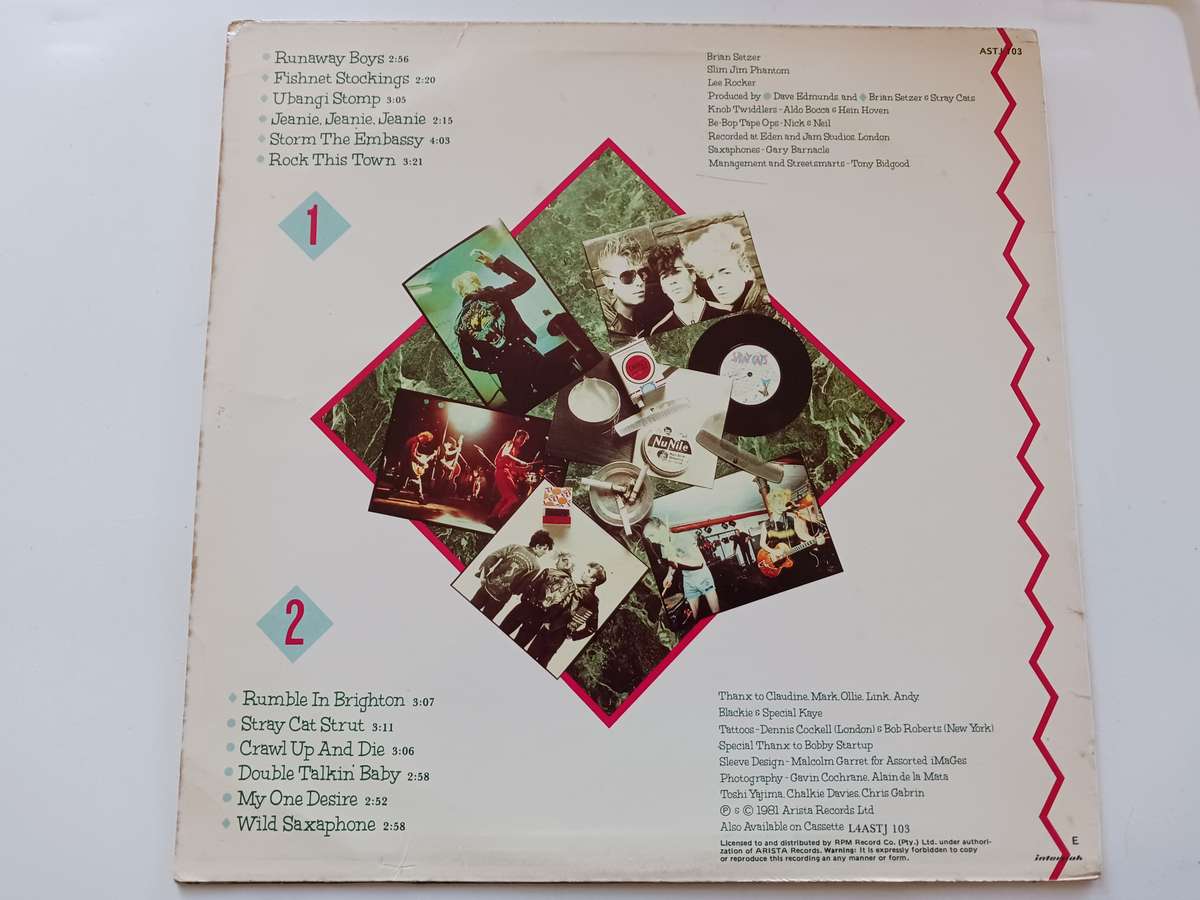 Runaway Boys 2:56
Fishnet Stockings 2:20
Ubangi Stomp 3:05
Jeanie, Jeanie, Jeanie 2:15
Storm The Embassy 4:03
Rock This Town 3:21
1
Brian Setzer
Slim Jim Phantom
Lee Rocker
Produced by Dave Edmunds and Brian Setzer & Stray Cats
Knob Twiddlers - Aldo Bocca & Hein Hoven
Be-Bop Tape Ops - Nick & Neil
Recorded at Eden and Jam Studios, London
Saxaphones - Gary Barnacle
Management and Streetsmarts - Tony Bidgood
ASTJ 103
STRAY CATS
NuNile
2
Rumble In Brighton 3:07
Stray Cat Strut 3:11
Crawl Up And Die 3:06
Double Talkin' Baby 2:58
My One Desire 2:52
Wild Saxaphone 2:58
Thanx to Claudine, Mark, Ollie, Link, Andy,
Blackie & Special Kaye
Tattoos - Dennis Cockell (London) & Bob Roberts (New York)
Special Thanx to Bobby Startup
Sleeve Design - Malcolm Garret for Assorted iMaGes
Photography - Gavin Cochrane, Alain de la Mata
Toshi Yajima, Chalkie Davies, Chris Gabrin
℗ & © 1981 Arista Records Ltd
Also Available on Cassette L4ASTJ 103
Licensed to and distributed by RPM Record Co. (Pty.) Ltd. under authori-
zation of ARISTA Records. Warning: It is expressly forbidden to copy
or reproduce this recording an any manner or form.
E